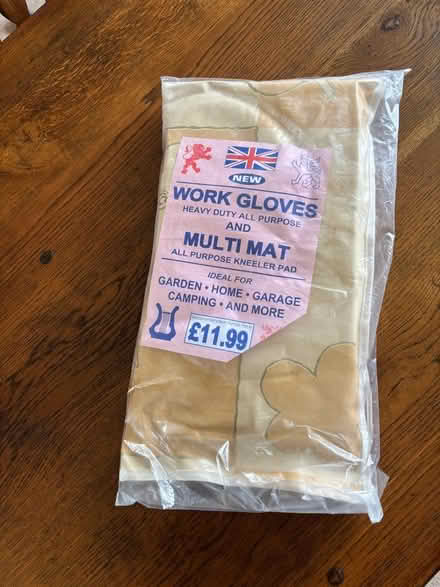 NEW
WORK GLOVES
HEAVY DUTY ALL PURPOSE
AND
MULTI MAT
ALL PURPOSE KNEELER PAD
IDEAL FOR
GARDEN • HOME • GARAGE
CAMPING • AND MORE
£11.99